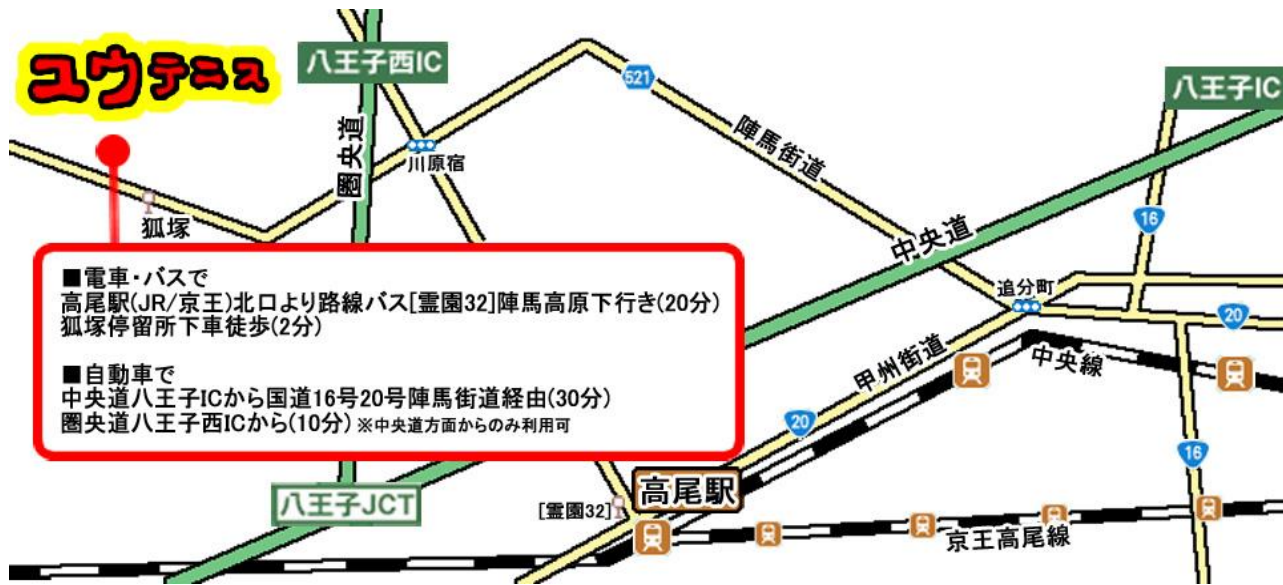 ユウテニス
八王子西IC
八王子IC
521
陣馬街道
圏央道
川原宿
狐塚
16
中央道
追分町
20
■電車・バスで
高尾駅(JR/京王)北口より路線バス[霊園32]陣馬高原下行き(20分)
狐塚停留所下車徒歩(2分)
■自動車で
中央道八王子ICから国道16号20号陣馬街道経由(30分)
圏央道八王子西ICから(10分)※中央道方面からのみ利用可
甲州街道
中央線
20
16
八王子JCT
高尾駅
[霊園32]
京王高尾線